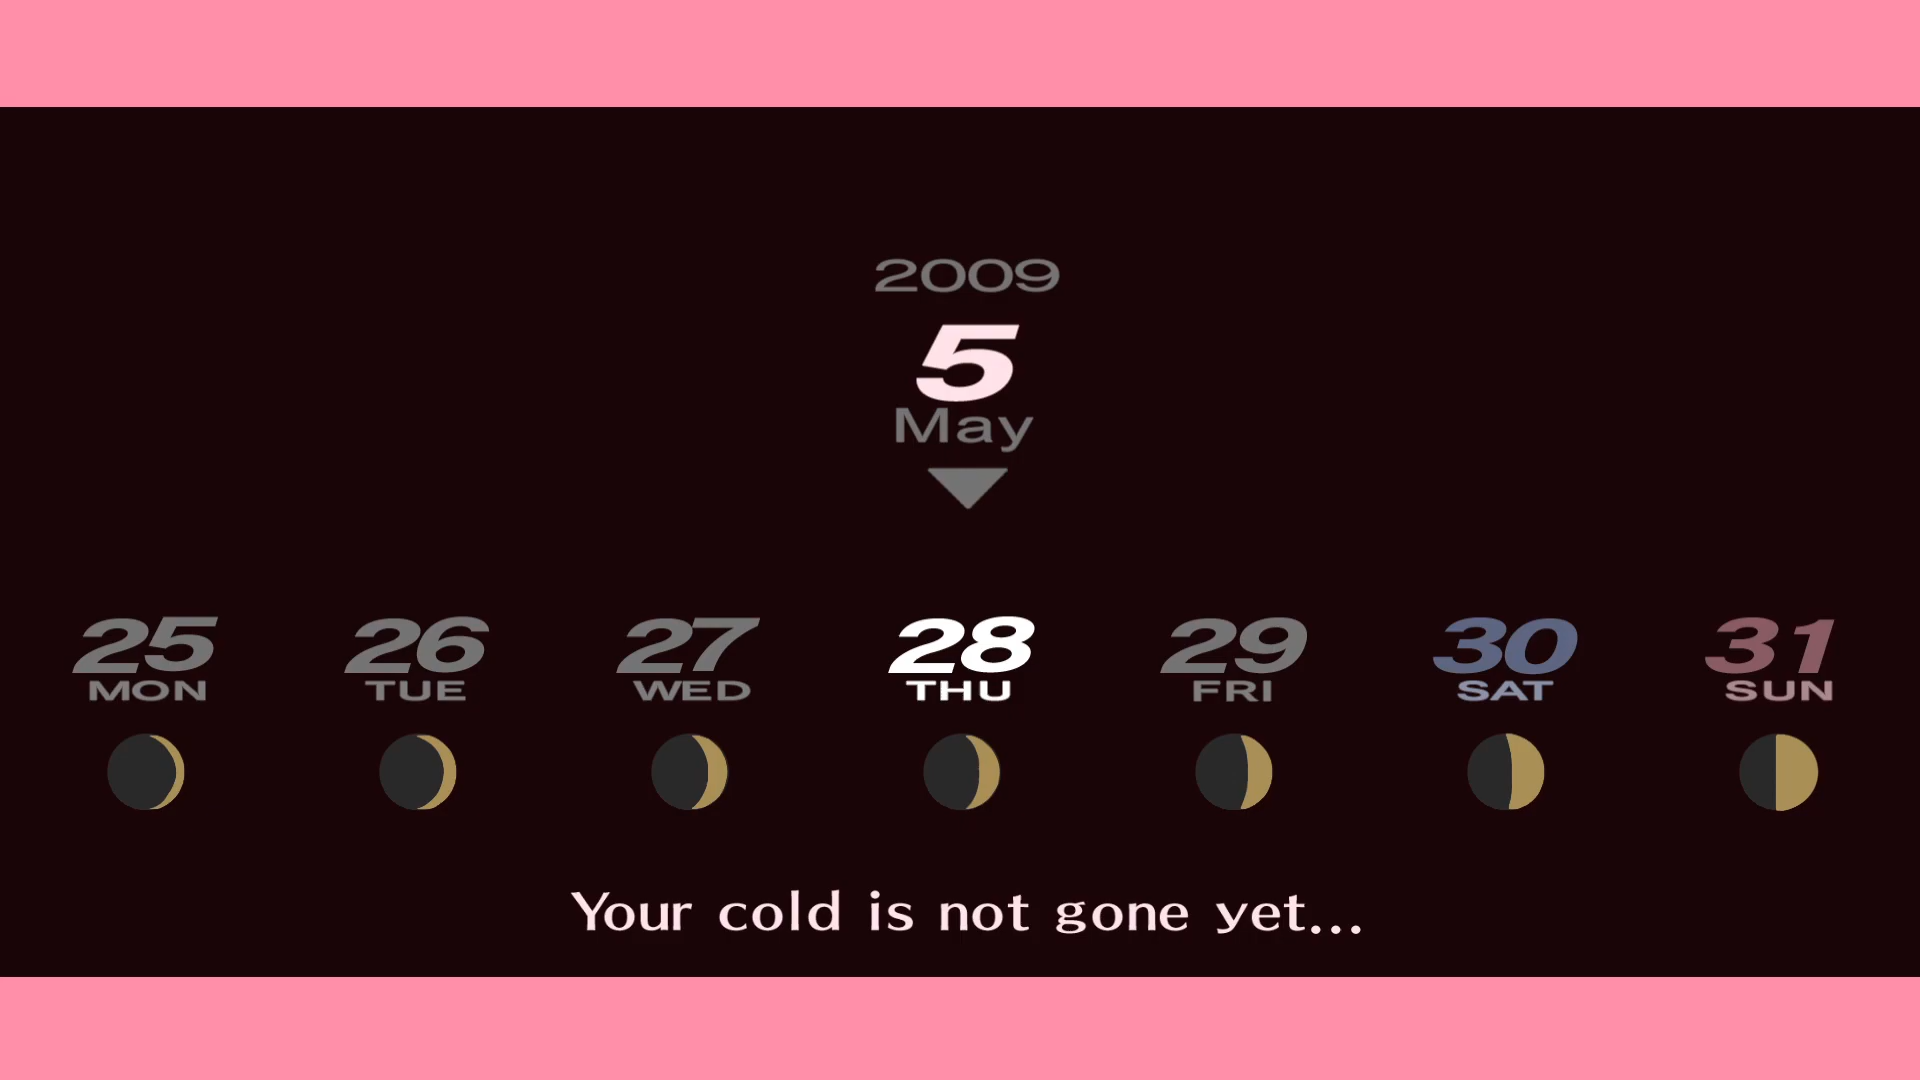 2009
5
May
25 26 27 28 29 30 31
MON TUE WED THU FRI SAT SUN
Your cold is not gone yet...